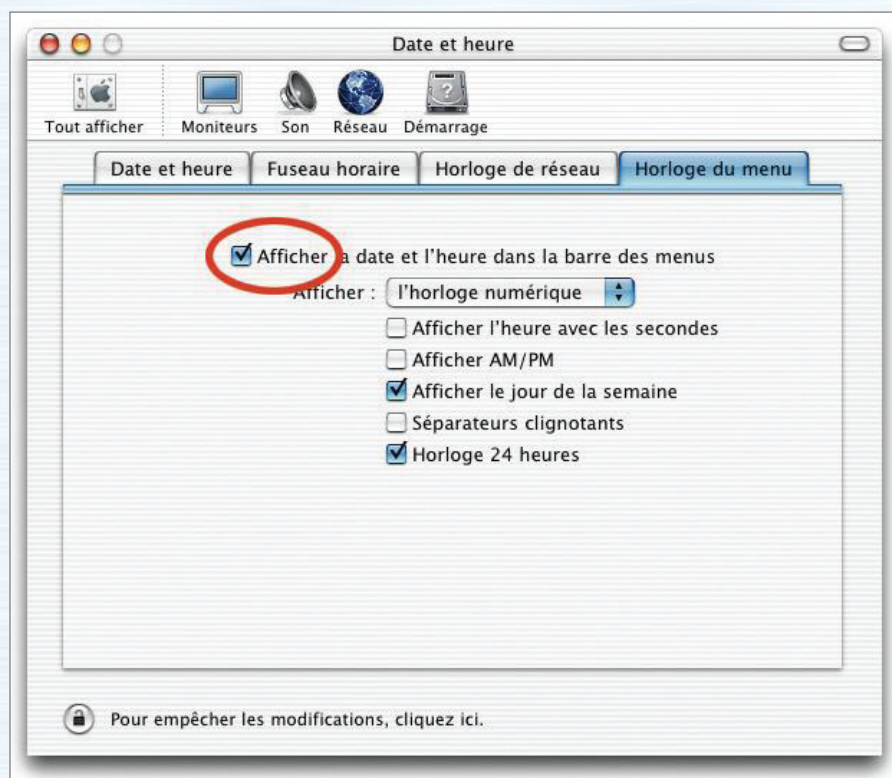 Date et heure
Tout afficher Moniteurs Son Réseau Démarrage
Date et heure Fuseau horaire Horloge de réseau Horloge du menu
Afficher la date et l'heure dans la barre des menus
Afficher : l'horloge numérique
Afficher l'heure avec les secondes
Afficher AM/PM
Afficher le jour de la semaine
Séparateurs clignotants
Horloge 24 heures
Pour empêcher les modifications, cliquez ici.